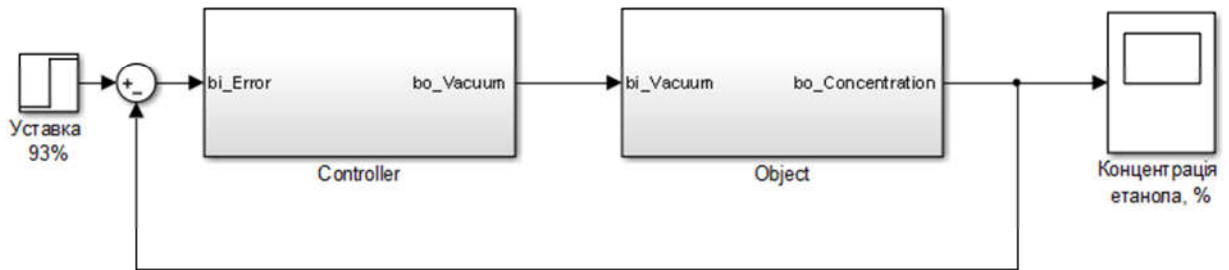 Уставка
93%
+
-
bi_Error
bo_Vacuum
Controller
bi_Vacuum
bo_Concentration
Object
Концентрація
етанола, %